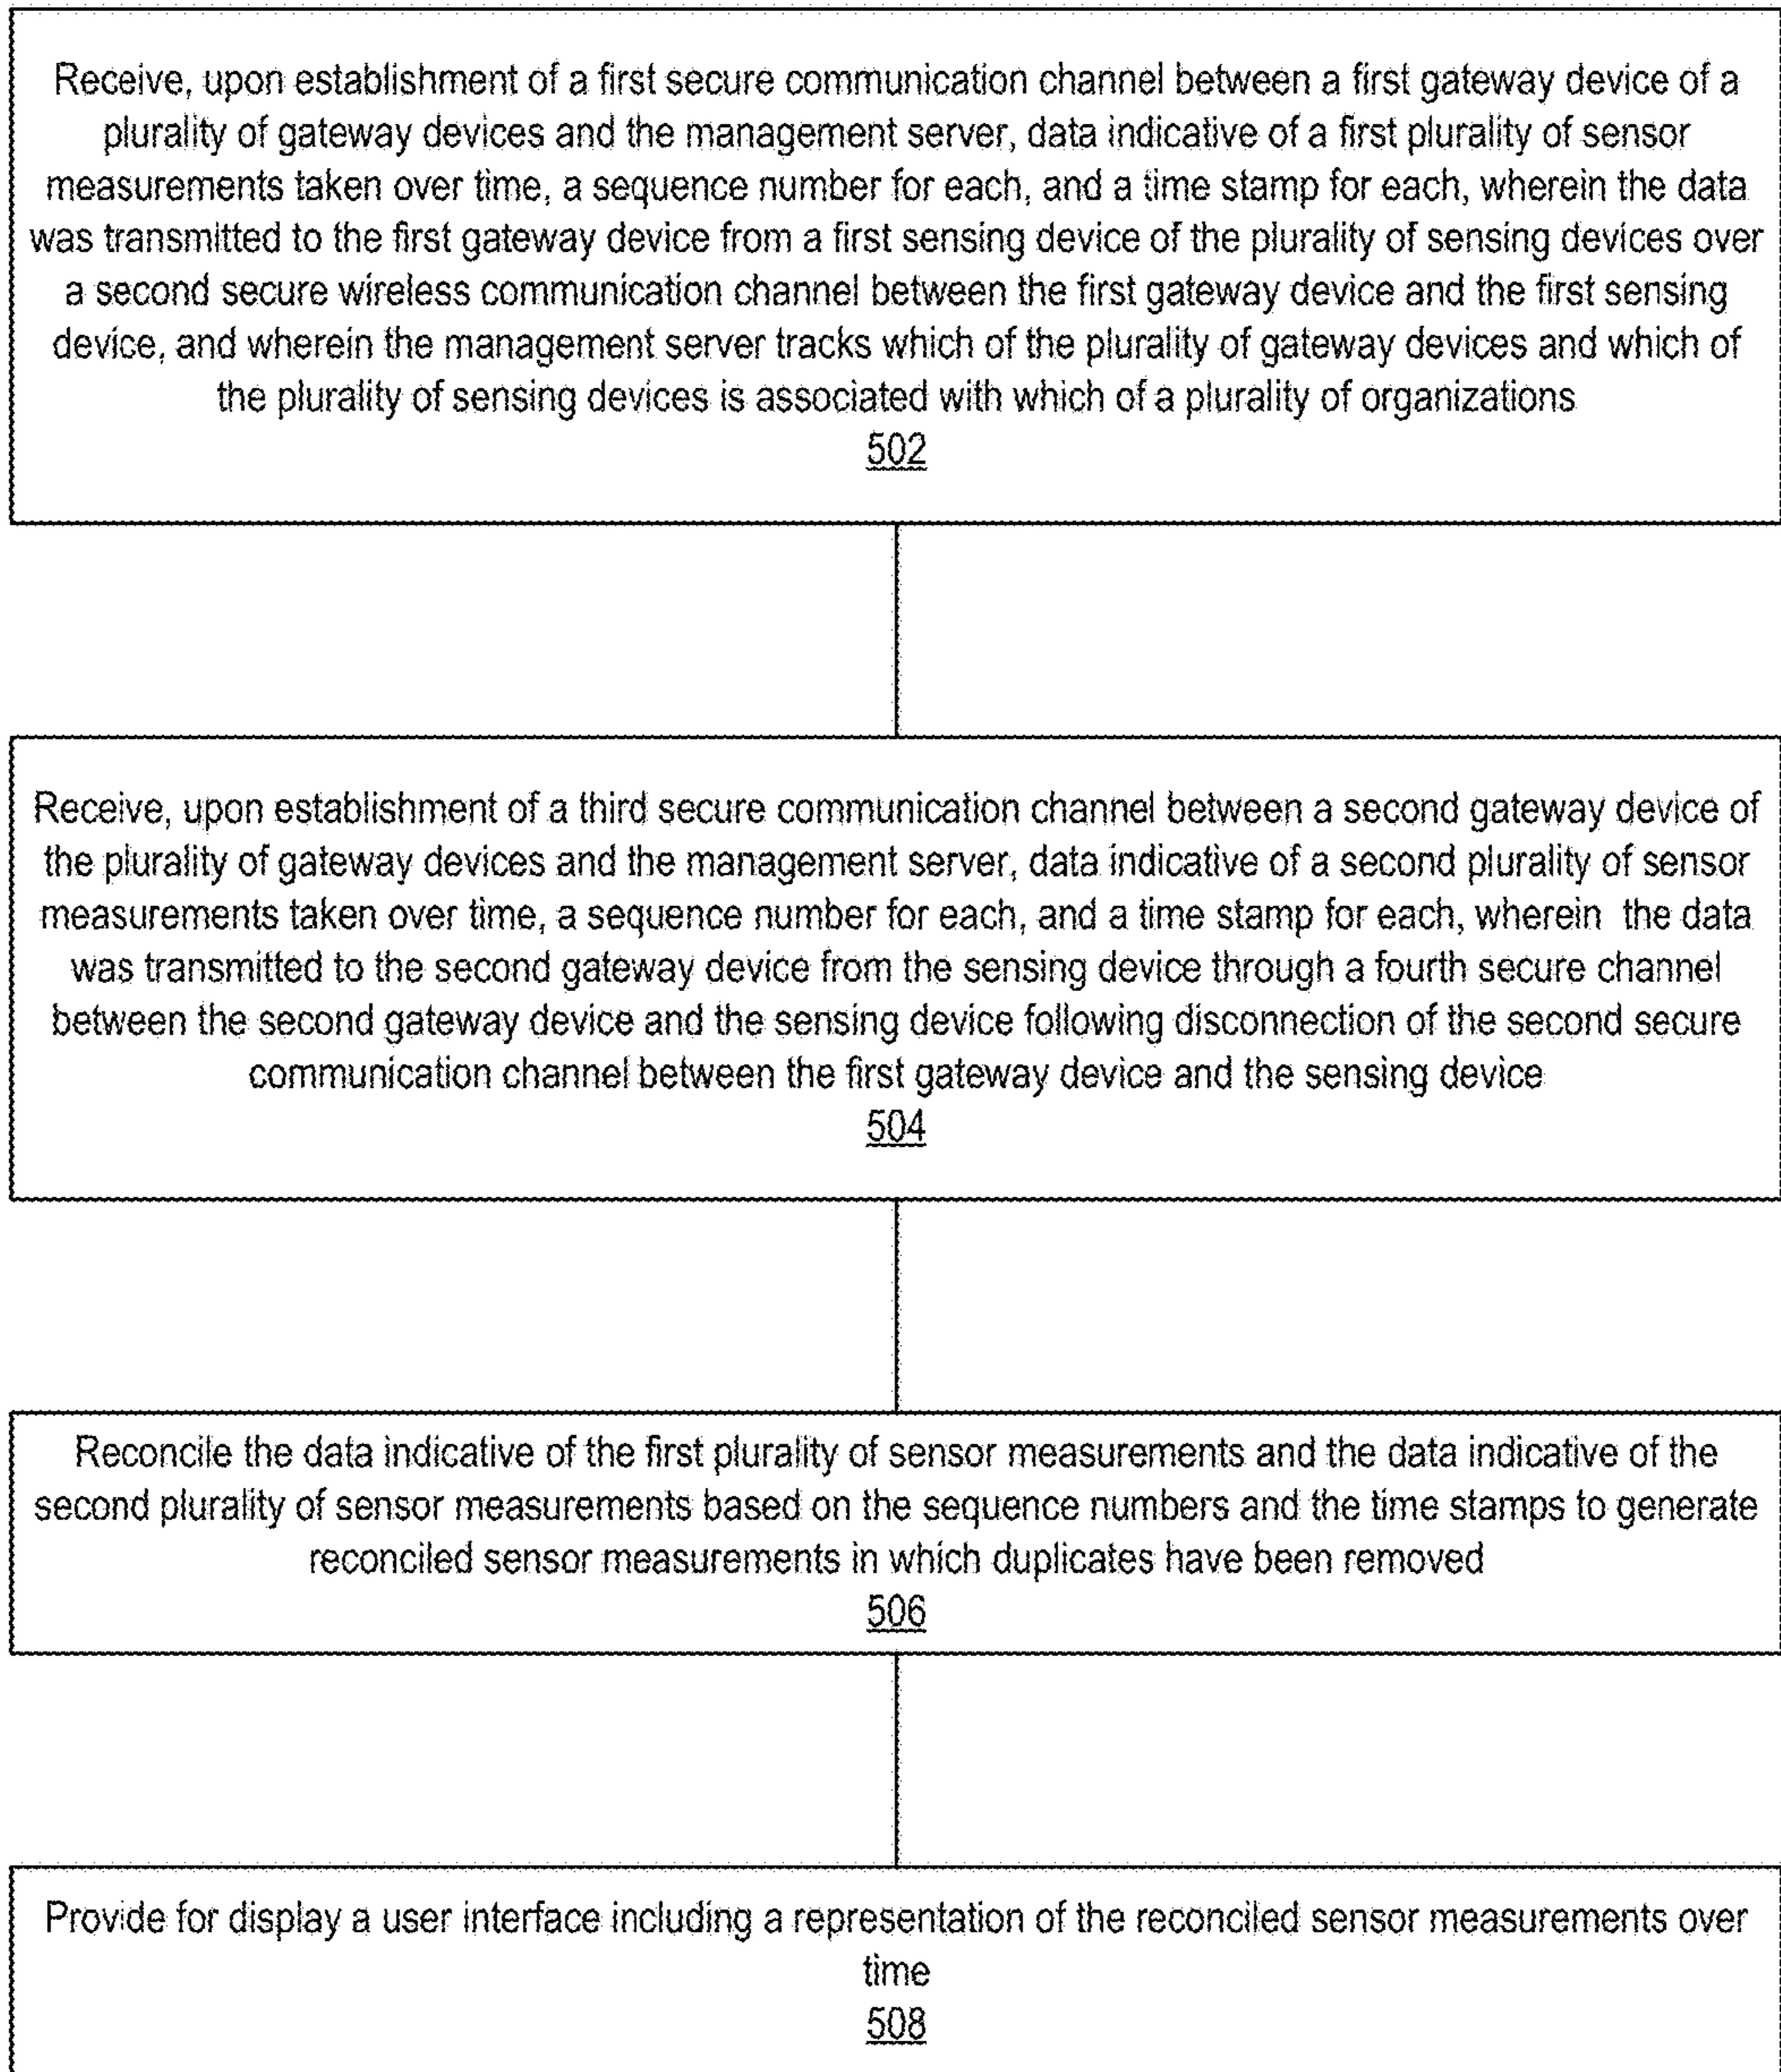 Receive, upon establishment of a first secure communication channel between a first gateway device of a
plurality of gateway devices and the management server, data indicative of a first plurality of sensor
measurements taken over time, a sequence number for each, and a time stamp for each, wherein the data
was transmitted to the first gateway device from a first sensing device of the plurality of sensing devices over
a second secure wireless communication channel between the first gateway device and the first sensing
device, and wherein the management server tracks which of the plurality of gateway devices and which of
the plurality of sensing devices is associated with which of a plurality of organizations
502
Receive, upon establishment of a third secure communication channel between a second gateway device of
the plurality of gateway devices and the management server, data indicative of a second plurality of sensor
measurements taken over time, a sequence number for each, and a time stamp for each, wherein the data
was transmitted to the second gateway device from the sensing device through a fourth secure channel
between the second gateway device and the sensing device following disconnection of the second secure
communication channel between the first gateway device and the sensing device
504
Reconcile the data indicative of the first plurality of sensor measurements and the data indicative of the
second plurality of sensor measurements based on the sequence numbers and the time stamps to generate
reconciled sensor measurements in which duplicates have been removed
506
Provide for display a user interface including a representation of the reconciled sensor measurements over
time
508